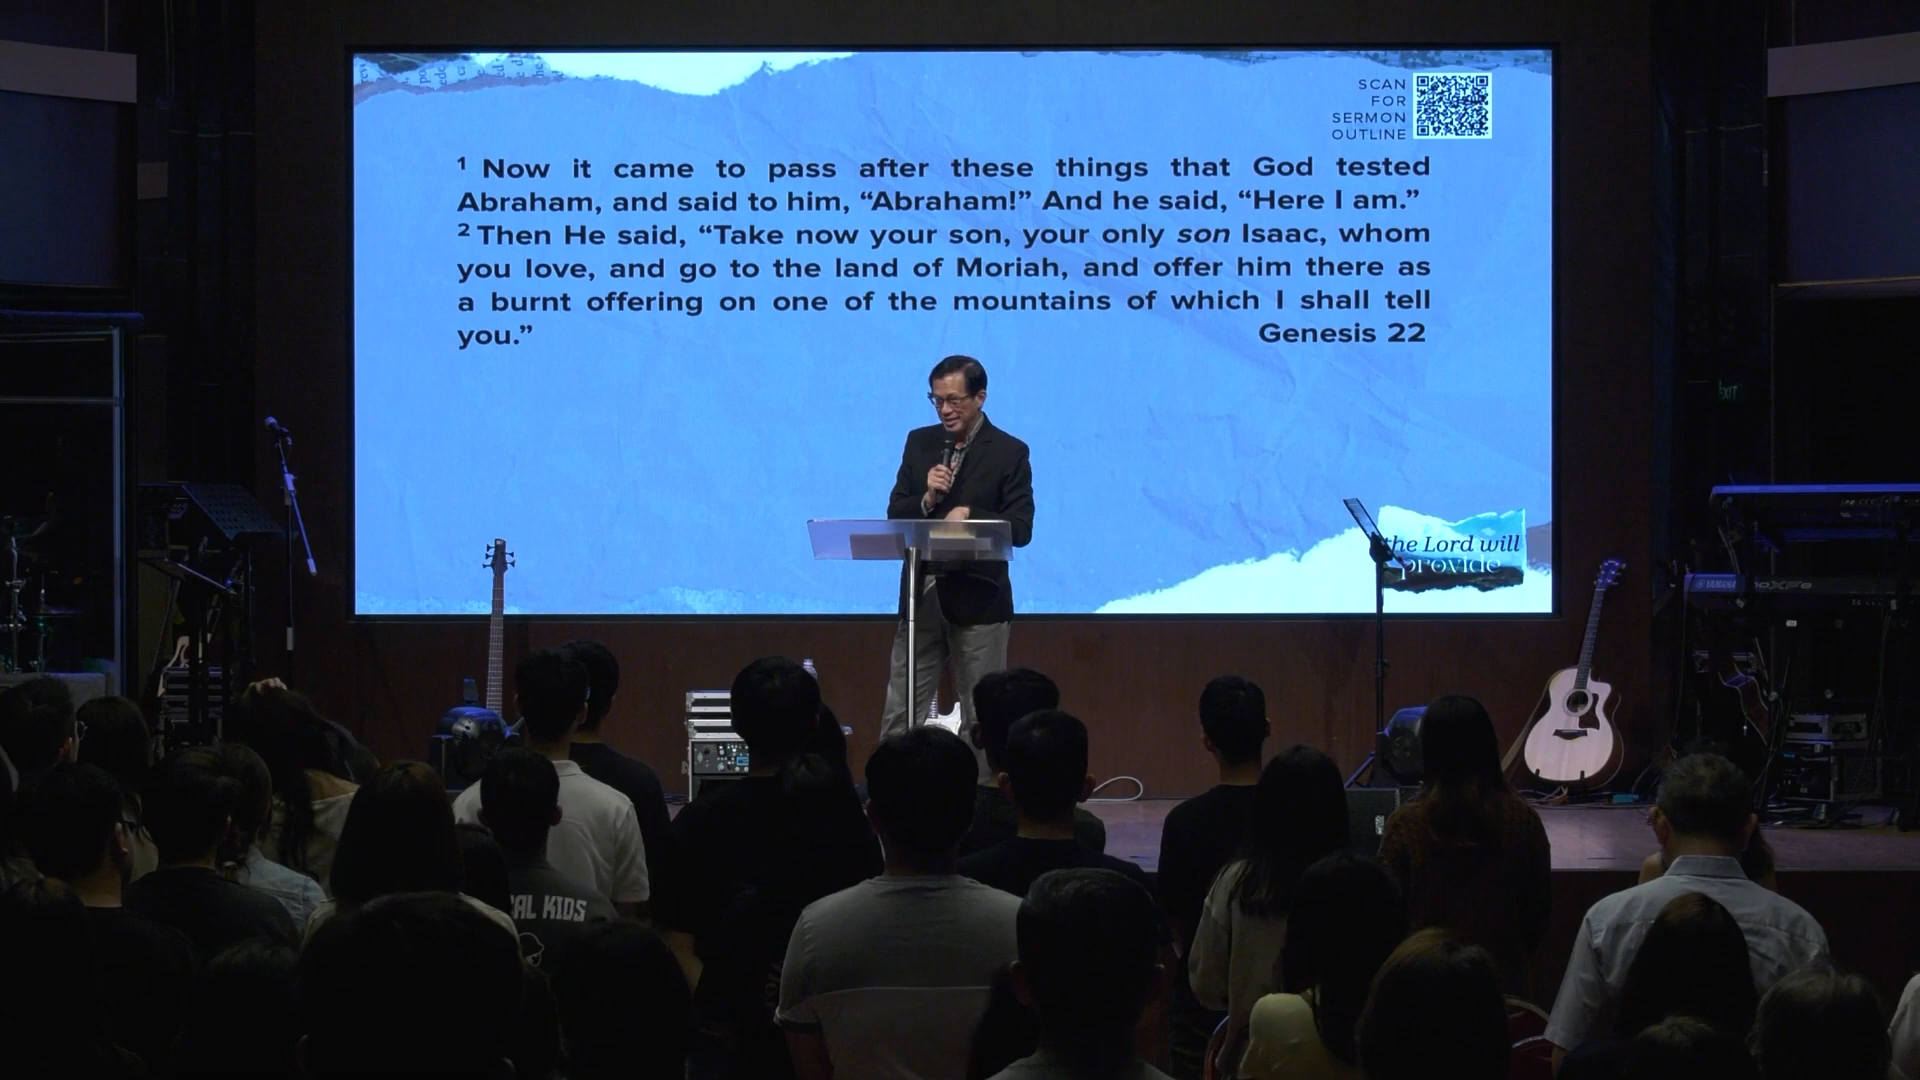 SCAN
FOR
SERMON
OUTLINE
¹ Now it came to pass after these things that God tested
Abraham, and said to him, “Abraham!” And he said, “Here I am.”
² Then He said, “Take now your son, your only son Isaac, whom
you love, and go to the land of Moriah, and offer him there as
a burnt offering on one of the mountains of which I shall tell
you.”
Genesis 22
the Lord will
provide
EXIT
YAMAHA
KIDS